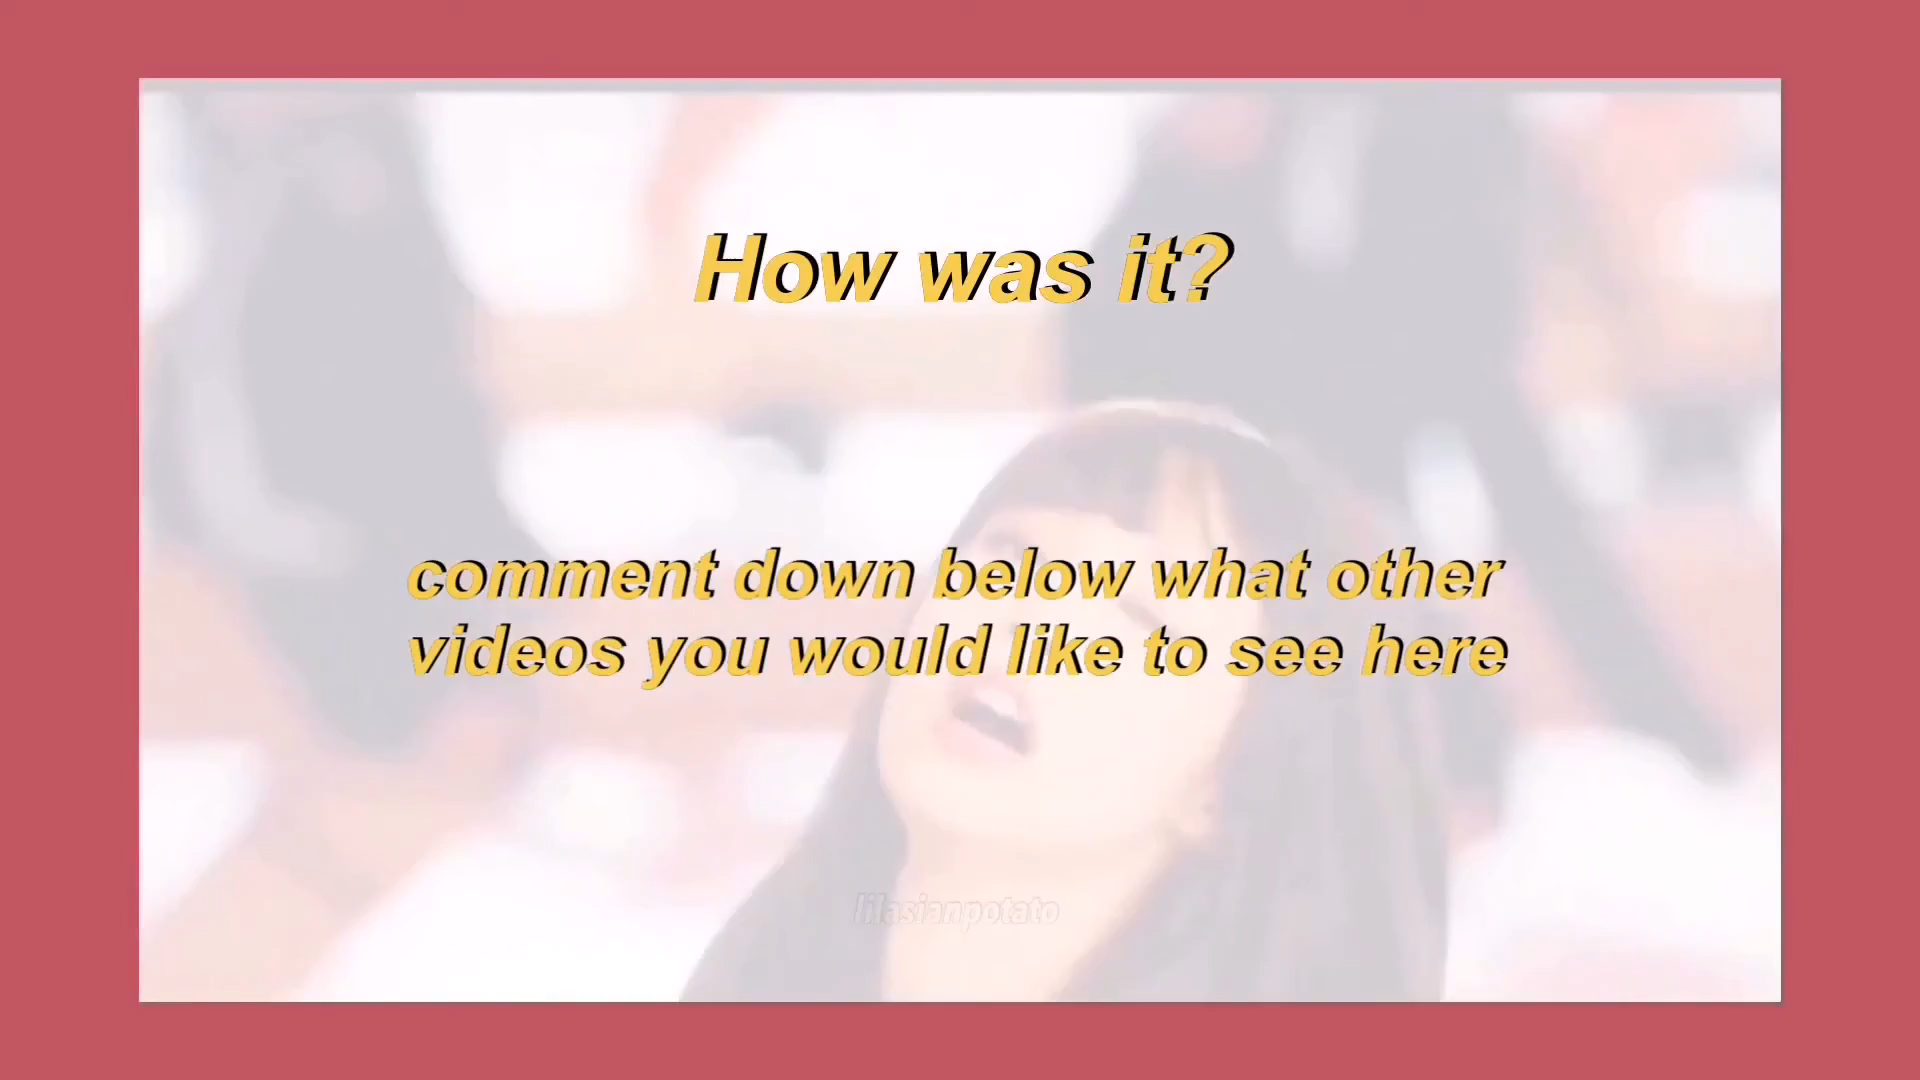 How was it?
comment down below what other
videos you would like to see here
lilasianpotato